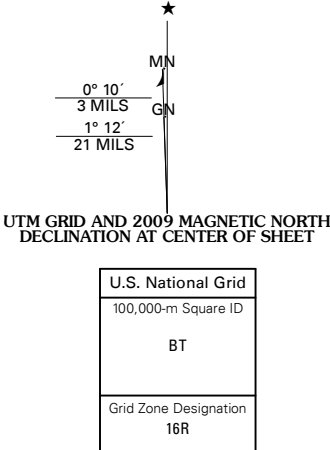 MN
0° 10´
3 MILS
GN
1° 12´
21 MILS
UTM GRID AND 2009 MAGNETIC NORTH
DECLINATION AT CENTER OF SHEET
U.S. National Grid
100,000-m Square ID
BT
Grid Zone Designation
16R